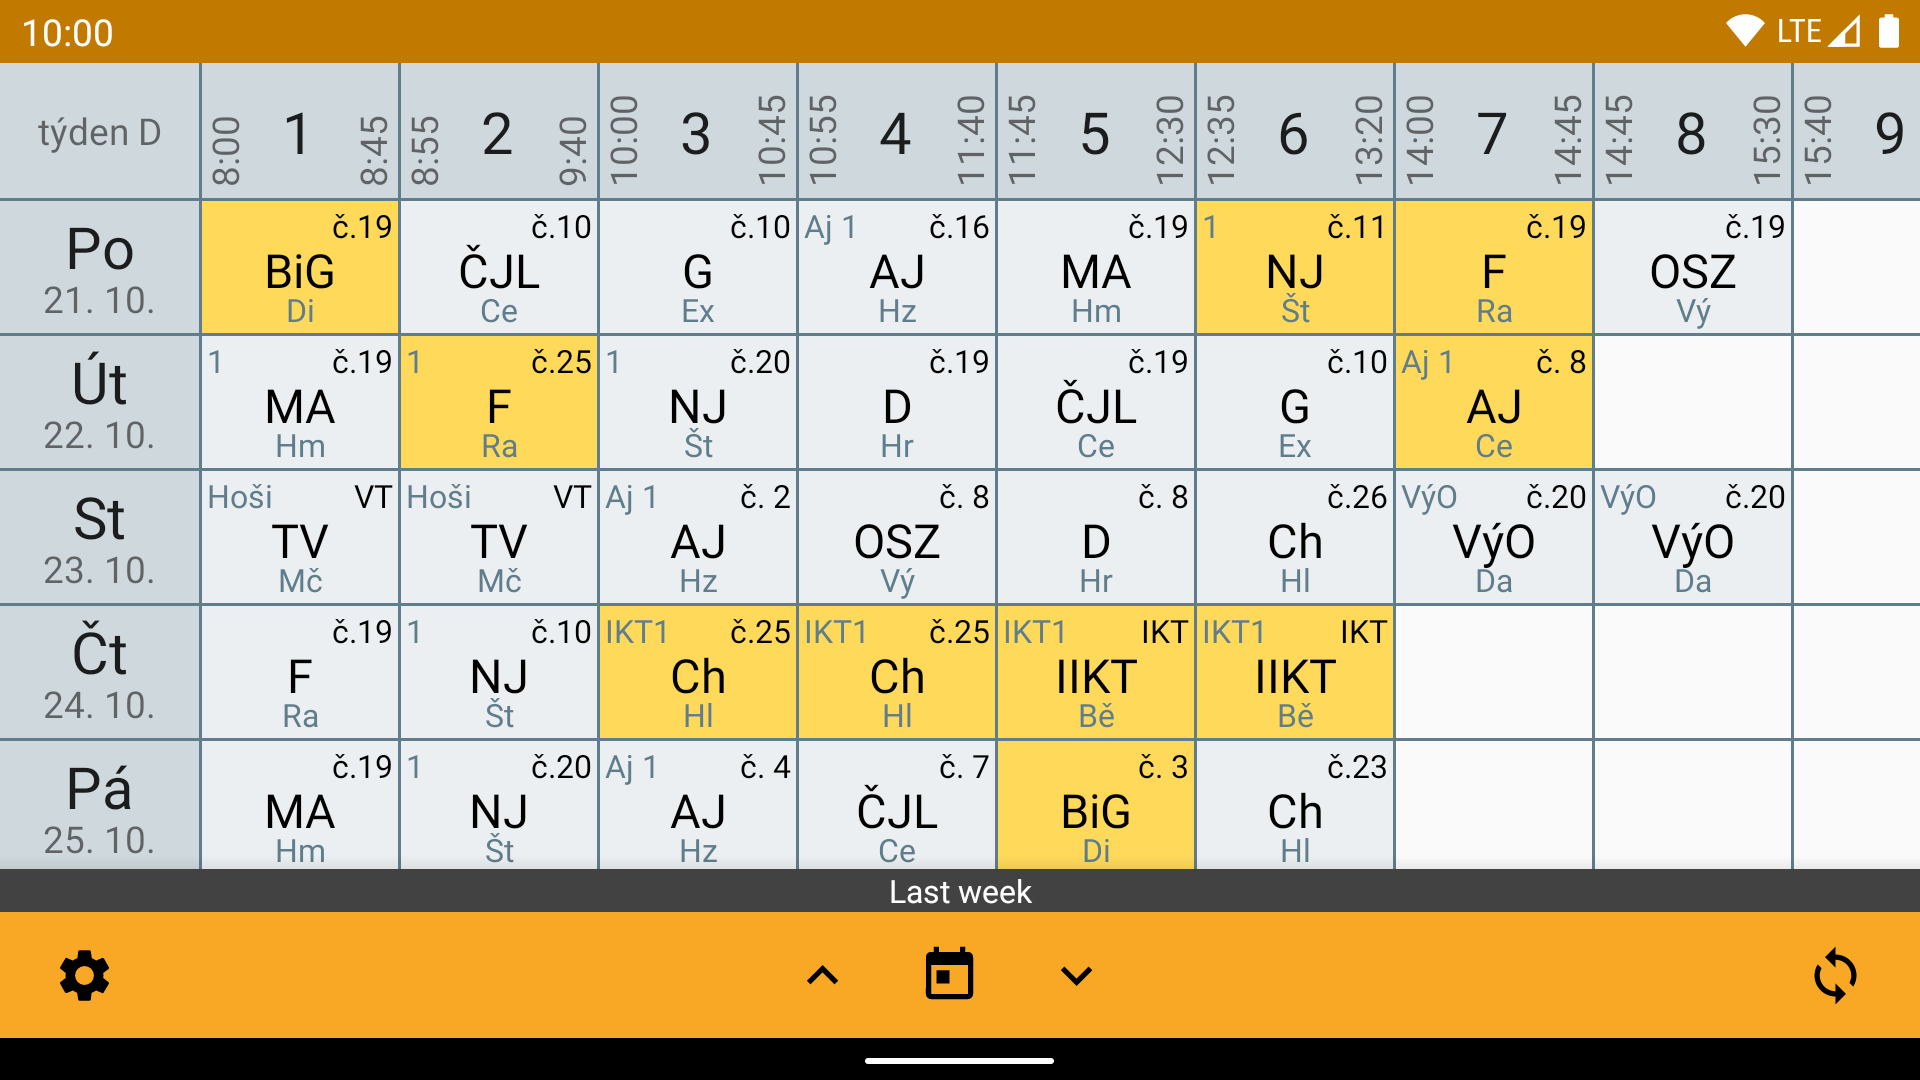 10:00 LTE
týden D 8:00 1 8:45 8:55 2 9:40 10:00 3 10:45 10:55 4 11:40 11:45 5 12:30 12:35 6 13:20 14:00 7 14:45 14:45 8 15:30 15:40 9
Po
21. 10.
č.19
BiG
Di
č.10
ČJL
Ce
č.10
G
Ex
Aj 1 č.16
AJ
Hz
č.19
MA
Hm
1 č.11
NJ
Št
č.19
F
Ra
č.19
OSZ
Vý
Út
22. 10.
1 č.19
MA
Hm
1 č.25
F
Ra
1 č.20
NJ
Št
č.19
D
Hr
č.19
ČJL
Ce
č.10
G
Ex
Aj 1 č. 8
AJ
Ce
St
23. 10.
Hoši VT
TV
Mč
Hoši VT
TV
Mč
Aj 1 č. 2
AJ
Hz
č. 8
OSZ
Vý
č. 8
D
Hr
č.26
Ch
Hl
VýO č.20
VýO
Da
VýO č.20
VýO
Da
Čt
24. 10.
č.19
F
Ra
1 č.10
NJ
Št
IKT1 č.25
Ch
Hl
IKT1 č.25
Ch
Hl
IKT1 IKT
IIKT
Bě
IKT1 IKT
IIKT
Bě
Pá
25. 10.
č.19
MA
Hm
1 č.20
NJ
Št
Aj 1 č. 4
AJ
Hz
č. 7
ČJL
Ce
č. 3
BiG
Di
č.23
Ch
Hl
Last week